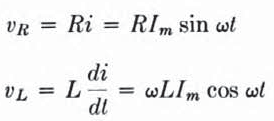 v_R = Ri = RI_m sin ωt
v_L = L di/dt = ωLI_m cos ωt